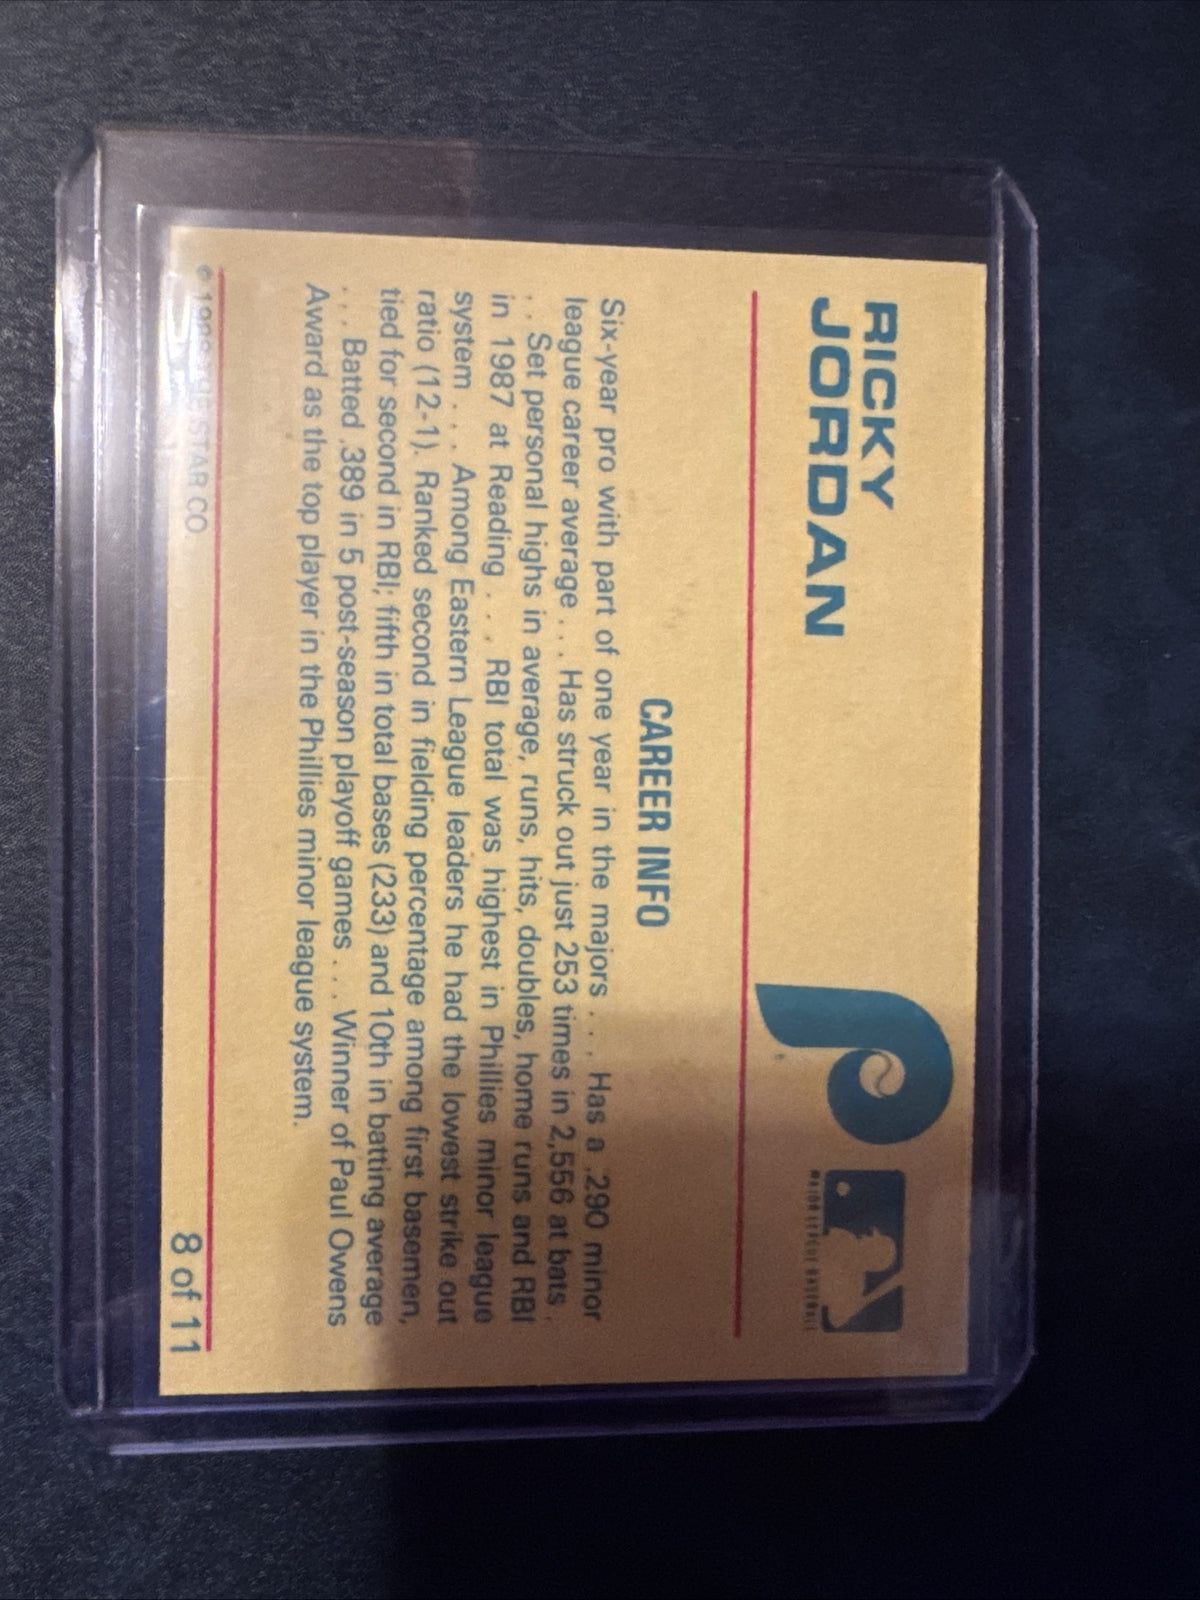 RICKY
JORDAN
MAJOR LEAGUE BASEBALL
CAREER INFO
Six-year pro with part of one year in the majors . . . . Has a .290 minor
league career average . . . Has struck out just 253 times in 2,556 at bats .
. . Set personal highs in average, runs, hits, doubles, home runs and RBI
in 1987 at Reading . . . RBI total was highest in Phillies minor league
system . . . . Among Eastern League leaders he had the lowest strike out
ratio (12-1). Ranked second in fielding percentage among first basemen,
tied for second in RBI; fifth in total bases (233) and 10th in batting average
. . . Batted .389 in 5 post-season playoff games . . . Winner of Paul Owens
Award as the top player in the Phillies minor league system.
© THE STAR CO.
8 of 11